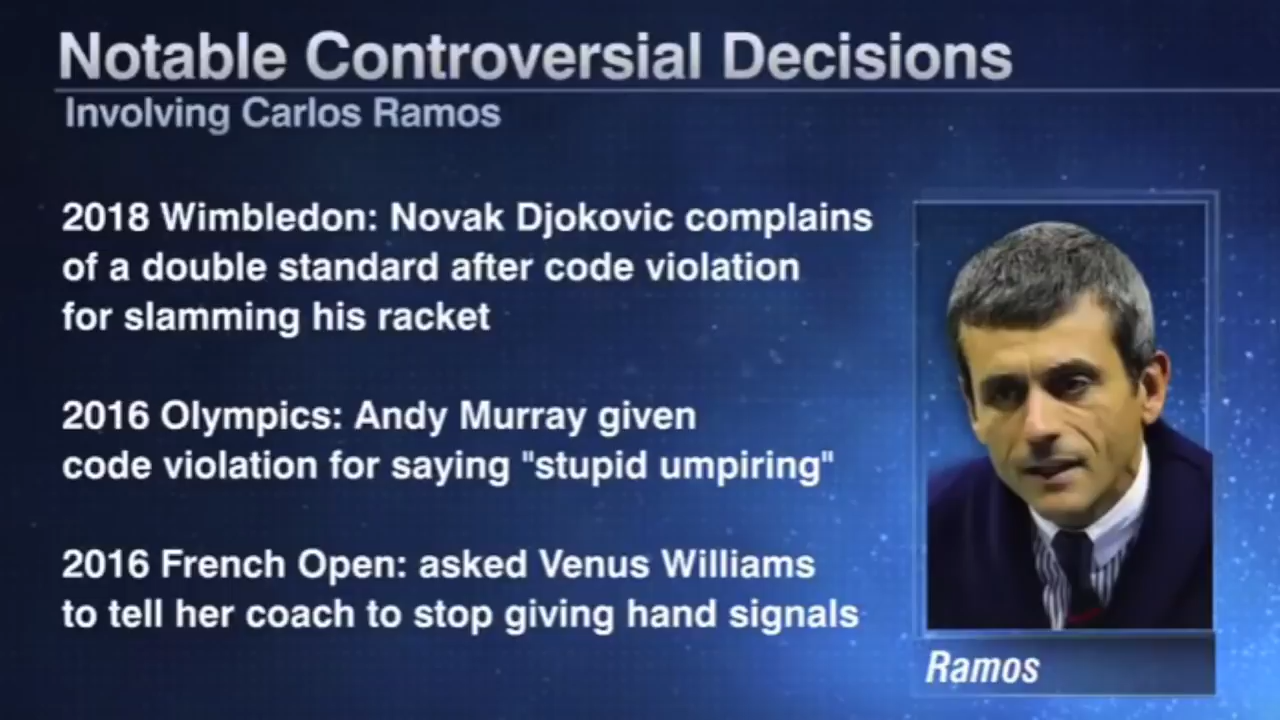 Notable Controversial Decisions
Involving Carlos Ramos
2018 Wimbledon: Novak Djokovic complains
of a double standard after code violation
for slamming his racket
2016 Olympics: Andy Murray given
code violation for saying "stupid umpiring"
2016 French Open: asked Venus Williams
to tell her coach to stop giving hand signals
Ramos